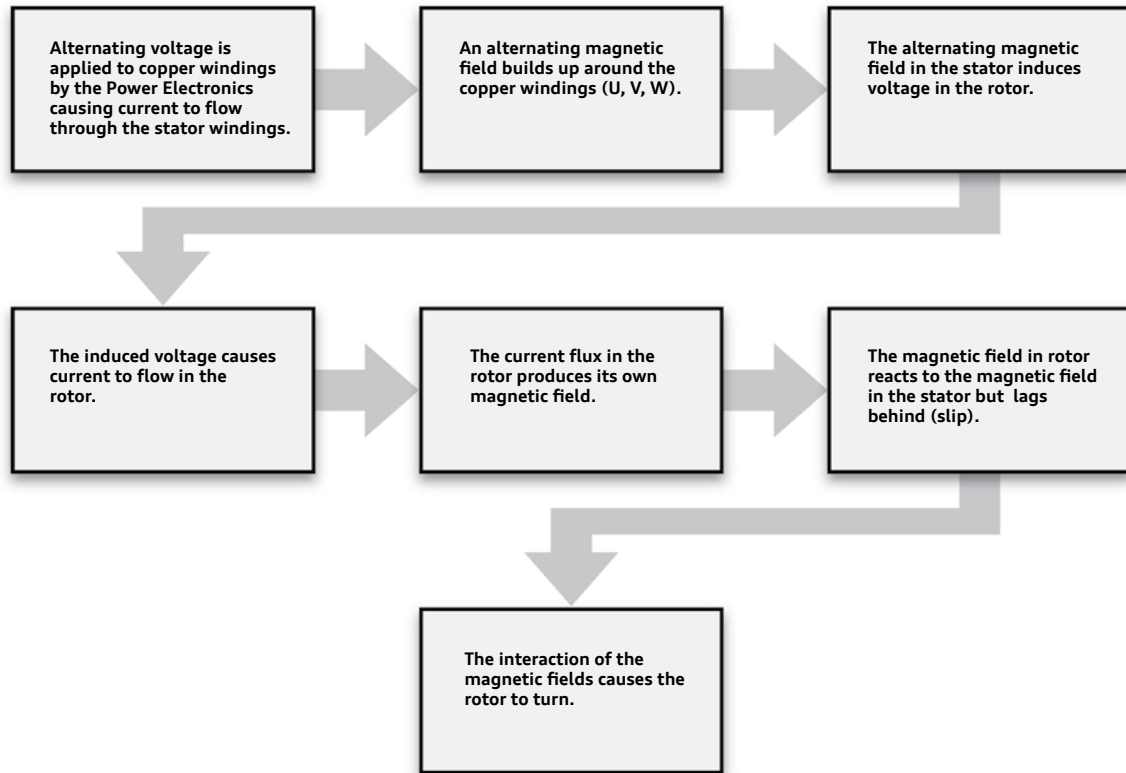 Alternating voltage is
applied to copper windings
by the Power Electronics
causing current to flow
through the stator windings.
An alternating magnetic
field builds up around the
copper windings (U, V, W).
The alternating magnetic
field in the stator induces
voltage in the rotor.
The induced voltage causes
current to flow in the
rotor.
The current flux in the
rotor produces its own
magnetic field.
The magnetic field in rotor
reacts to the magnetic field
in the stator but lags
behind (slip).
The interaction of the
magnetic fields causes the
rotor to turn.